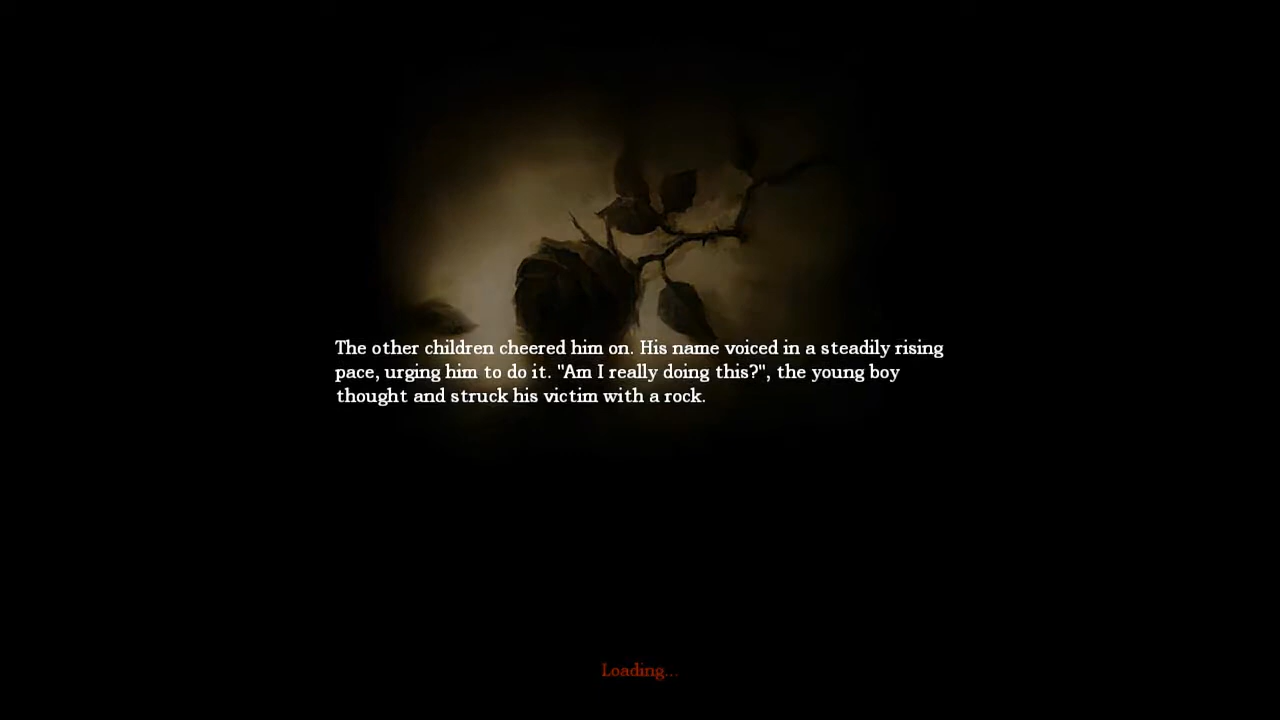 The other children cheered him on. His name voiced in a steadily rising
pace, urging him to do it. "Am I really doing this?", the young boy
thought and struck his victim with a rock.
Loading...